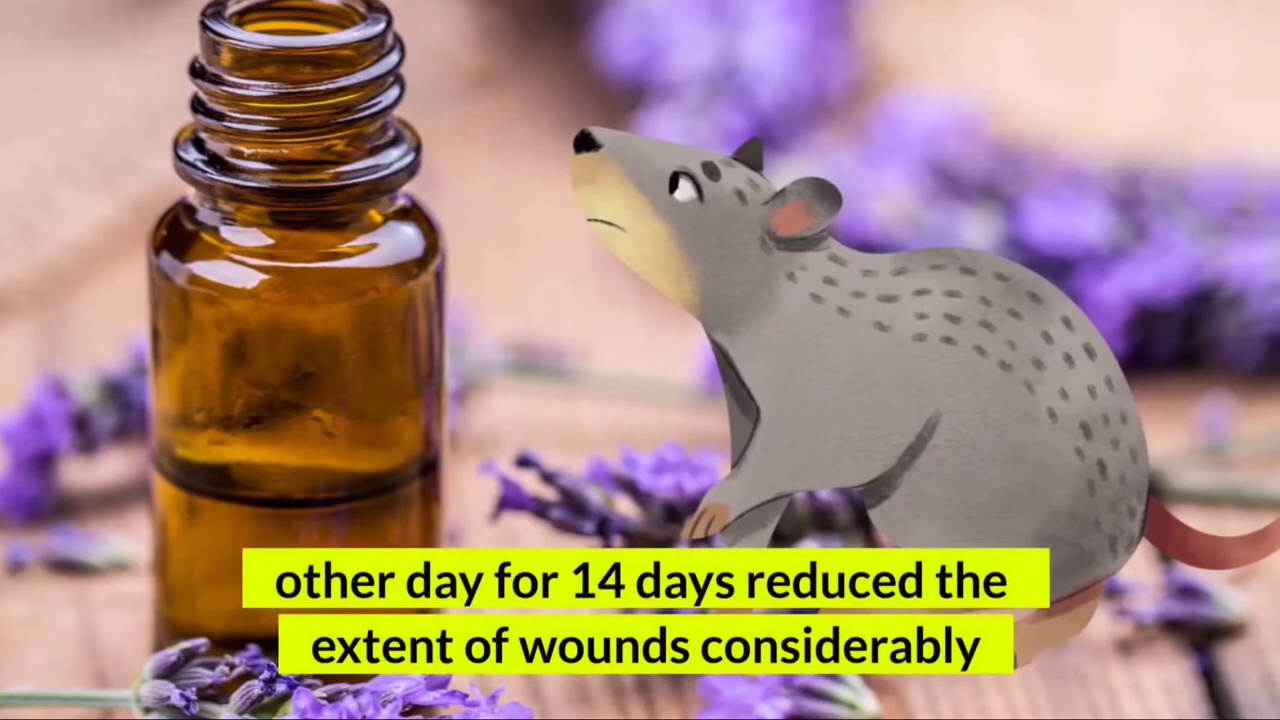 other day for 14 days reduced the
extent of wounds considerably